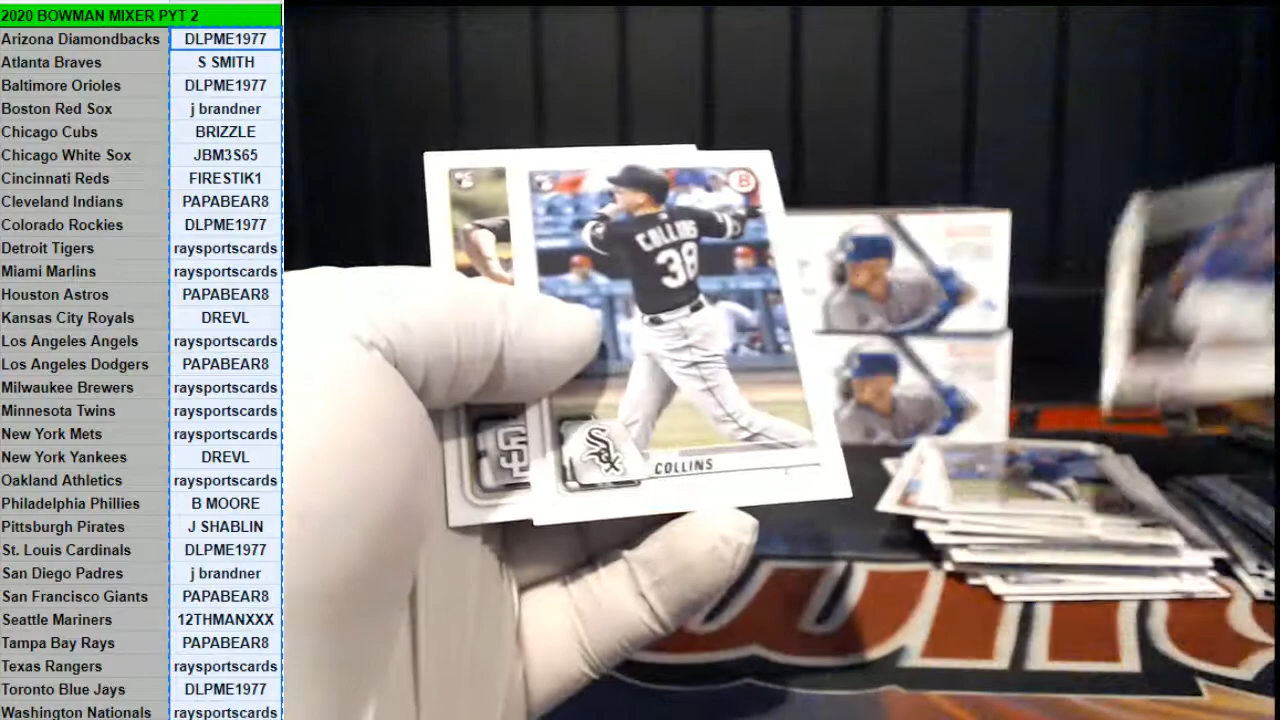 2020 BOWMAN MIXER PYT 2
Arizona Diamondbacks DLPME1977
Atlanta Braves S SMITH
Baltimore Orioles DLPME1977
Boston Red Sox j brandner
Chicago Cubs BRIZZLE
Chicago White Sox JBM3S65
Cincinnati Reds FIRESTIK1
Cleveland Indians PAPABEAR8
Colorado Rockies DLPME1977
Detroit Tigers raysportscards
Miami Marlins raysportscards
Houston Astros PAPABEAR8
Kansas City Royals DREVL
Los Angeles Angels raysportscards
Los Angeles Dodgers PAPABEAR8
Milwaukee Brewers raysportscards
Minnesota Twins raysportscards
New York Mets raysportscards
New York Yankees DREVL
Oakland Athletics raysportscards
Philadelphia Phillies B MOORE
Pittsburgh Pirates J SHABLIN
St. Louis Cardinals DLPME1977
San Diego Padres j brandner
San Francisco Giants PAPABEAR8
Seattle Mariners 12THMANXXX
Tampa Bay Rays PAPABEAR8
Texas Rangers raysportscards
Toronto Blue Jays DLPME1977
Washington Nationals raysportscards
B
COLLINS
38
SF
Sox
COLLINS